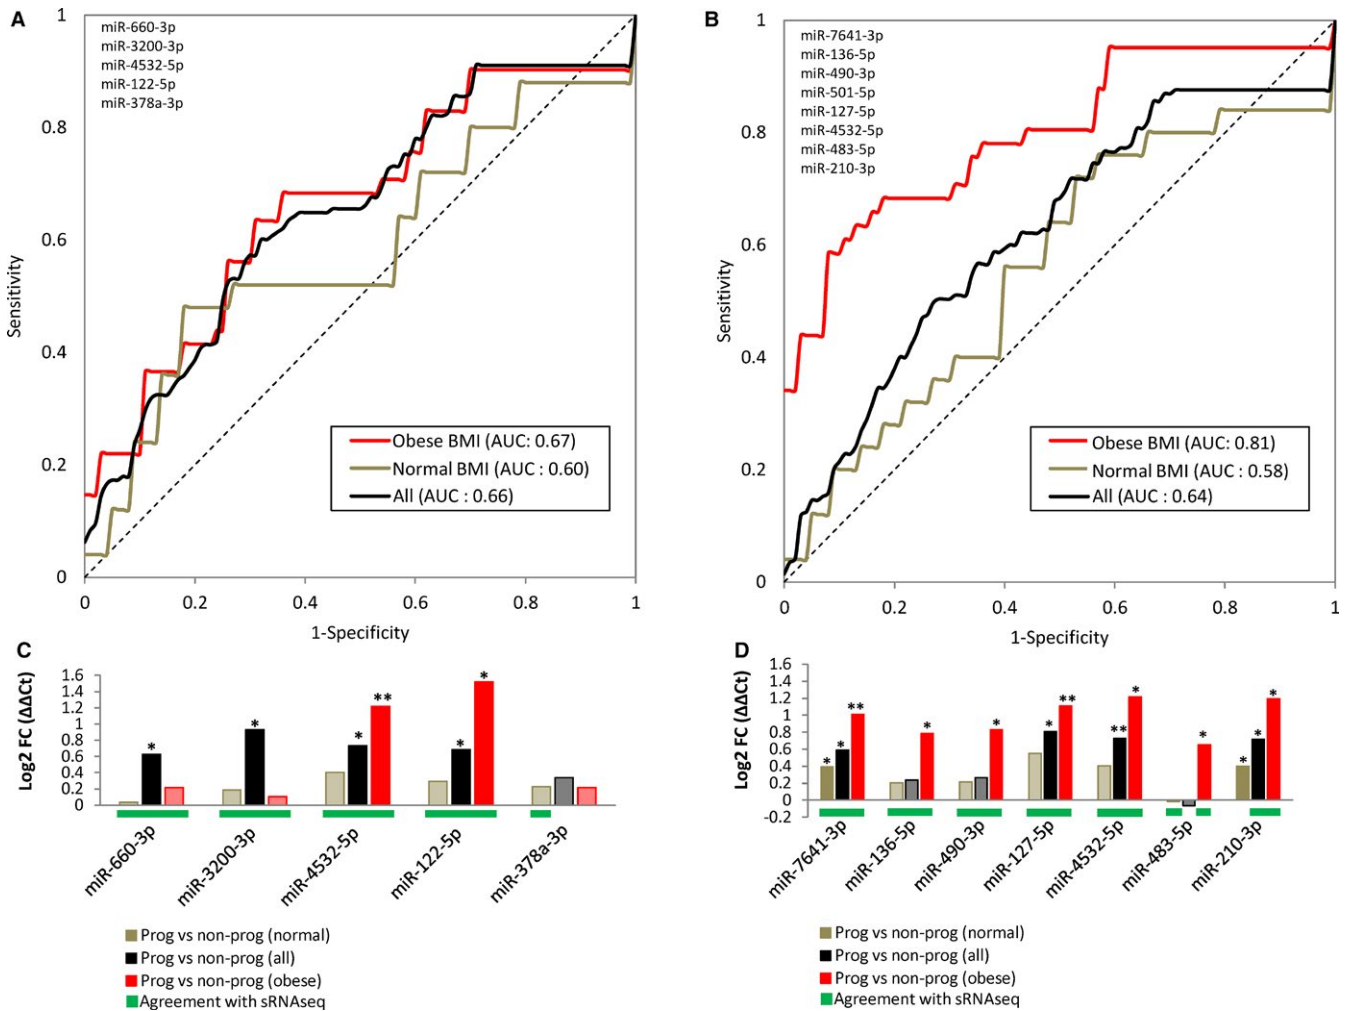 A
miR-660-3p
miR-3200-3p
miR-4532-5p
miR-122-5p
miR-378a-3p
1
0.8
0.6
0.4
0.2
0
Sensitivity
Obese BMI (AUC: 0.67)
Normal BMI (AUC : 0.60)
All (AUC : 0.66)
0 0.2 0.4 0.6 0.8 1
1-Specificity
B
miR-7641-3p
miR-136-5p
miR-490-3p
miR-501-5p
miR-127-5p
miR-4532-5p
miR-483-5p
miR-210-3p
1
0.8
0.6
0.4
0.2
0
Sensitivity
Obese BMI (AUC: 0.81)
Normal BMI (AUC : 0.58)
All (AUC : 0.64)
0 0.2 0.4 0.6 0.8 1
1-Specificity
C
Log2 FC (ΔΔCt)
1.6
1.4
1.2
1
0.8
0.6
0.4
0.2
0
* * * ** * *
miR-660-3p
miR-3200-3p
miR-4532-5p
miR-122-5p
miR-378a-3p
Prog vs non-prog (normal)
Prog vs non-prog (all)
Prog vs non-prog (obese)
Agreement with sRNAseq
D
Log2 FC (ΔΔCt)
1.6
1.4
1.2
1
0.8
0.6
0.4
0.2
0
-0.2
* * ** * * * ** ** * * * * *
miR-7641-3p
miR-136-5p
miR-490-3p
miR-127-5p
miR-4532-5p
miR-483-5p
miR-210-3p
Prog vs non-prog (normal)
Prog vs non-prog (all)
Prog vs non-prog (obese)
Agreement with sRNAseq